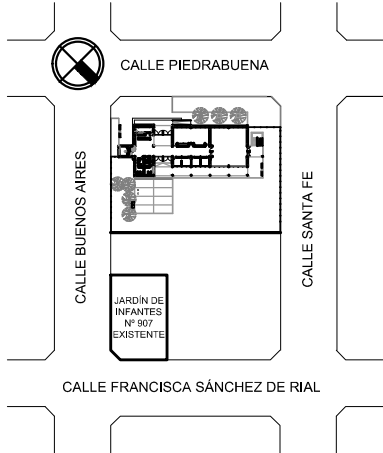 CALLE PIEDRABUENA
CALLE BUENOS AIRES
CALLE SANTA FE
JARDÍN DE
INFANTES
Nº 907
EXISTENTE
CALLE FRANCISCA SÁNCHEZ DE RIAL